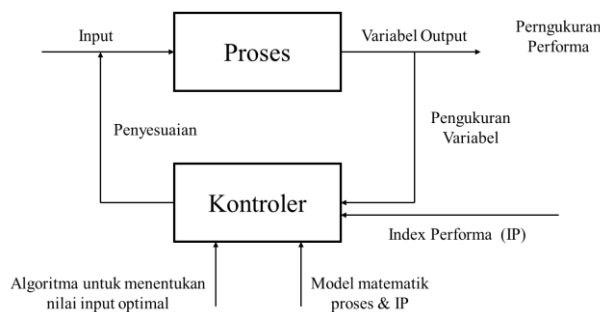 Input
Proses
Variabel Output
Perngukuran
Performa
Penyesuaian
Pengukuran
Variabel
Kontroler
Index Performa (IP)
Algoritma untuk menentukan
nilai input optimal
Model matematik
proses & IP